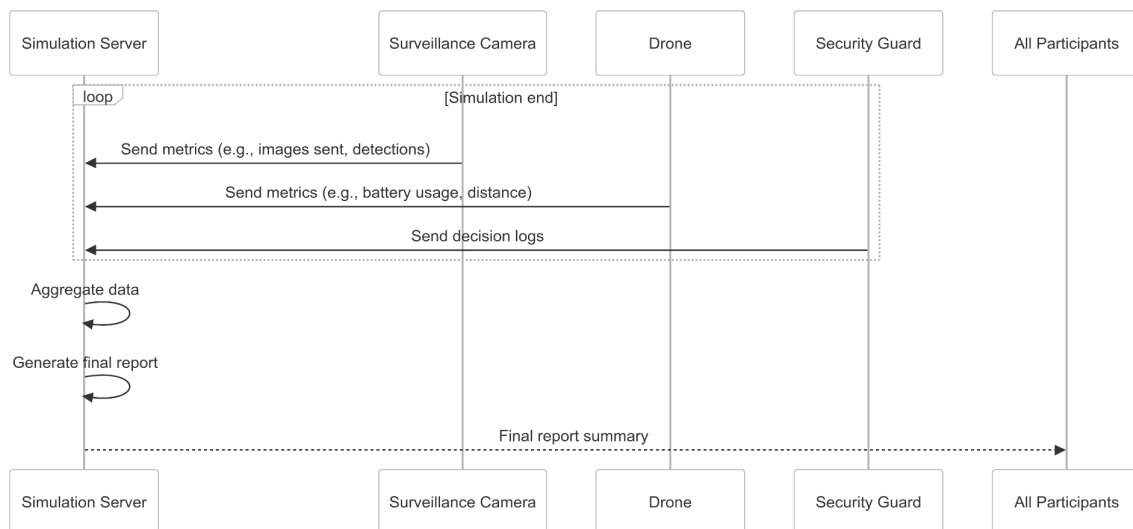 Simulation Server
Surveillance Camera
Drone
Security Guard
All Participants
loop
[Simulation end]
Send metrics (e.g., images sent, detections)
Send metrics (e.g., battery usage, distance)
Send decision logs
Aggregate data
Generate final report
Final report summary
Simulation Server
Surveillance Camera
Drone
Security Guard
All Participants